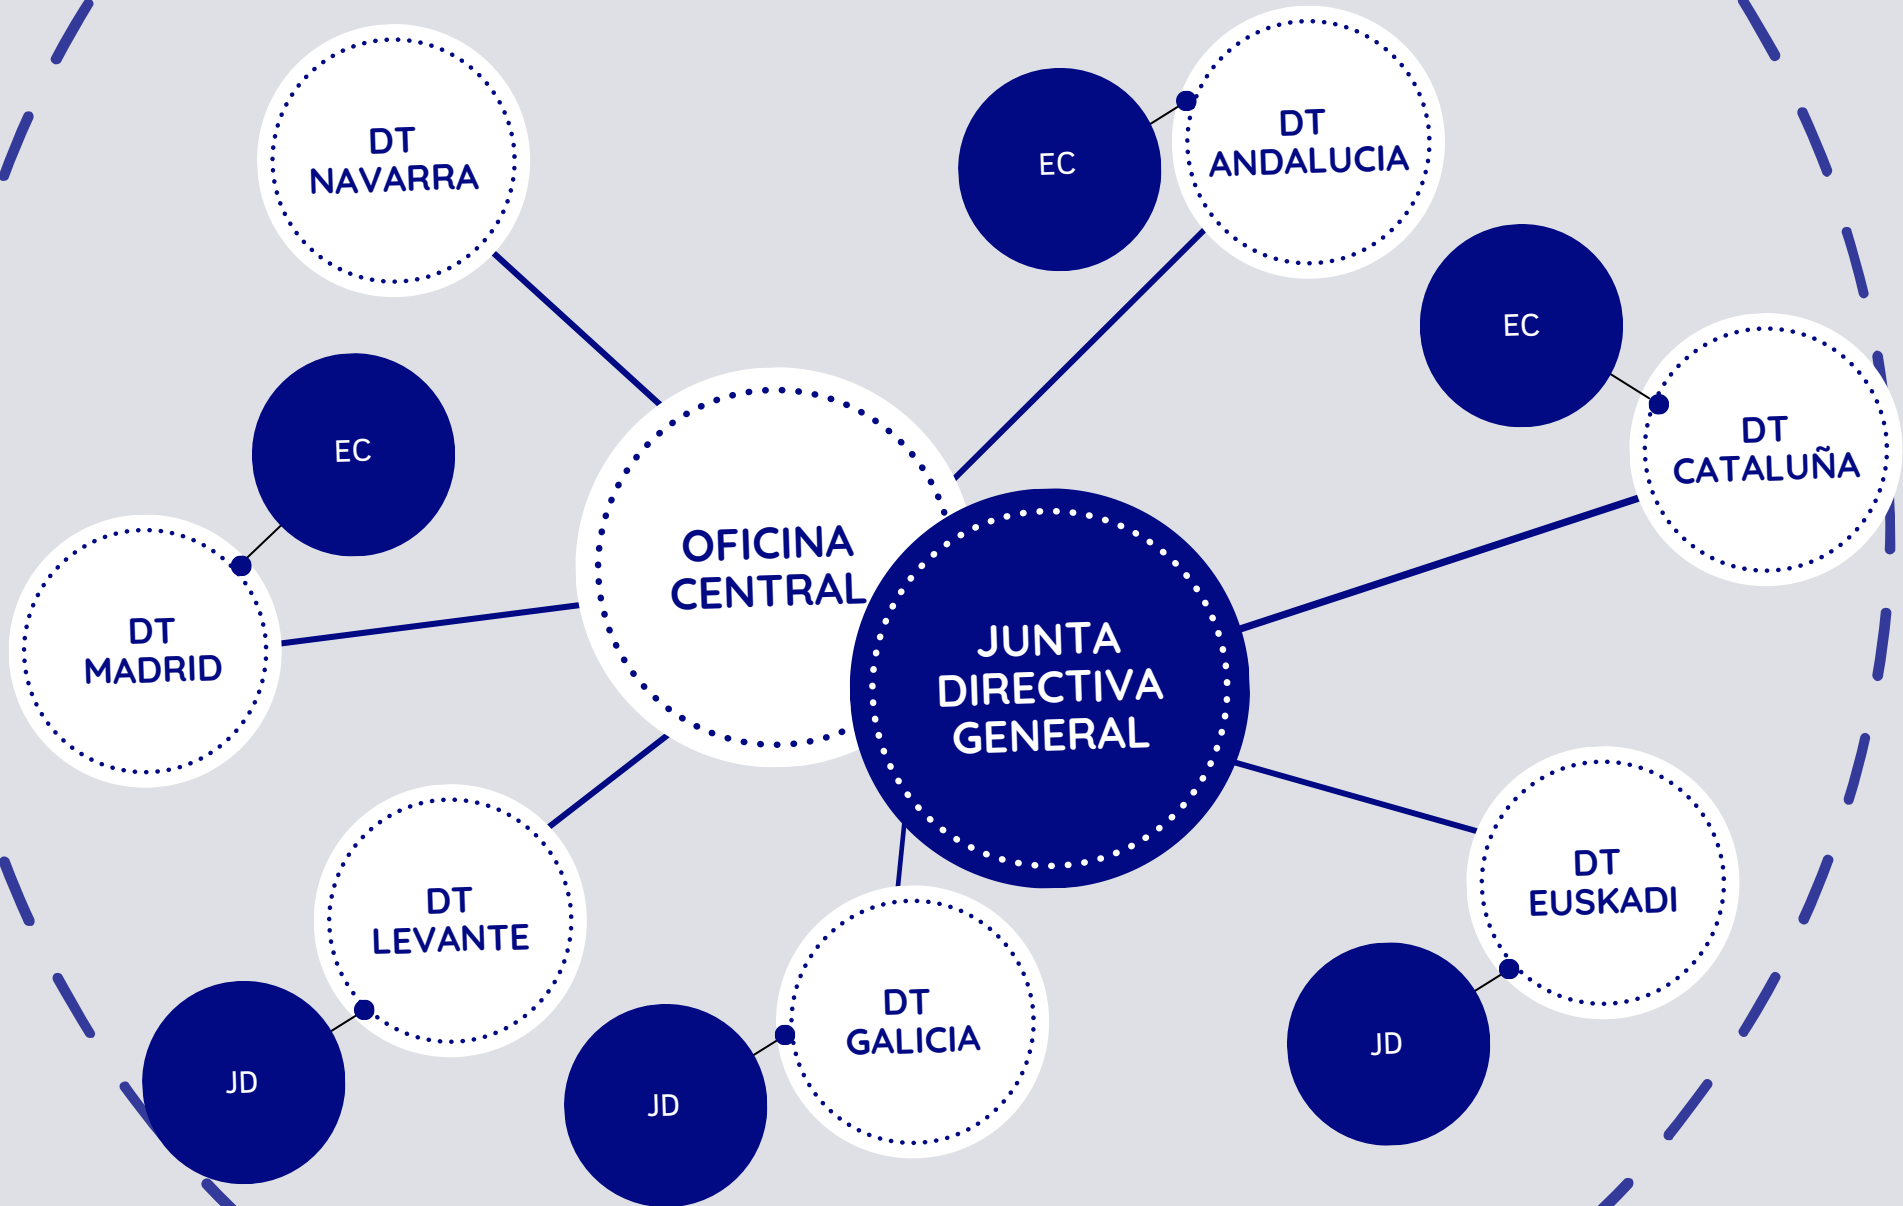 DT
NAVARRA
EC
DT
ANDALUCIA
EC
DT
CATALUÑA
EC
DT
MADRID
OFICINA
CENTRAL
JUNTA
DIRECTIVA
GENERAL
DT
LEVANTE
JD
DT
GALICIA
JD
DT
EUSKADI
JD